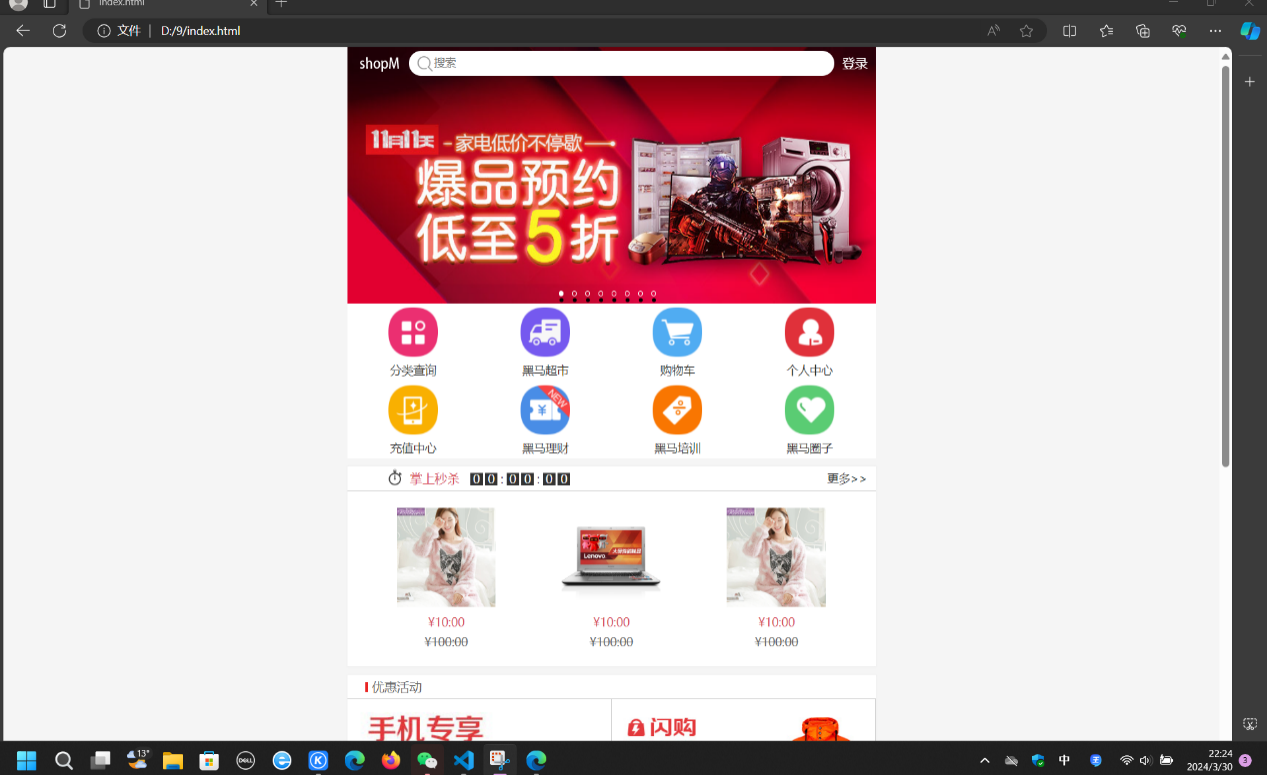 index.html
文件 | D:/9/index.html
shopM 搜索 登录
11月11天 - 家电低价不停歇
爆品预约
低至5折
分类查询 黑马超市 购物车 个人中心
NEW
充值中心 黑马理财 黑马培训 黑马圈子
掌上秒杀 00:00:00 更多>>
Lenovo
¥10:00 ¥10:00 ¥10:00
¥100:00 ¥100:00 ¥100:00
优惠活动
手机专享 闪购
13°
DELL
中
22:24
2024/3/30
3